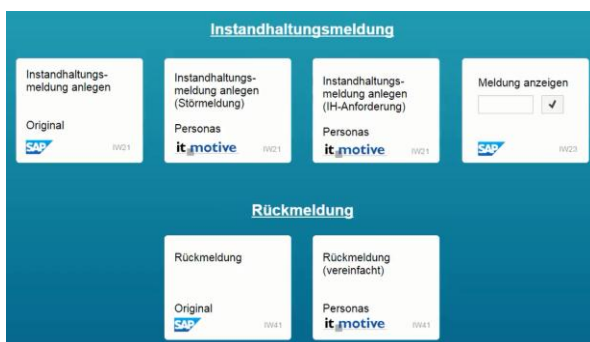 Instandhaltungsmeldung
Instandhaltungs-
meldung anlegen
Original
SAP
IW21
Instandhaltungs-
meldung anlegen
(Störmeldung)
Personas
it motive
IW21
Instandhaltungs-
meldung anlegen
(IH-Anforderung)
Personas
it motive
IW21
Meldung anzeigen
SAP
IW23
Rückmeldung
Rückmeldung
Original
SAP
IW41
Rückmeldung
(vereinfacht)
Personas
it motive
IW41